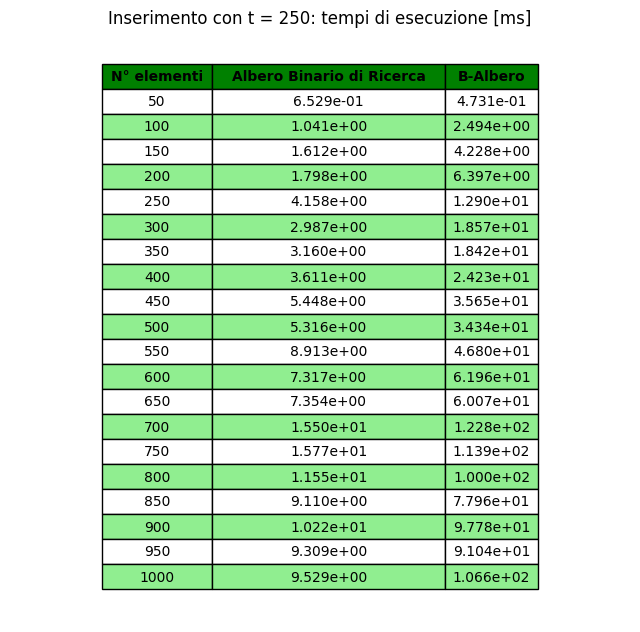 Inserimento con t = 250: tempi di esecuzione [ms]
N° elementi Albero Binario di Ricerca B-Albero
50 6.529e-01 4.731e-01
100 1.041e+00 2.494e+00
150 1.612e+00 4.228e+00
200 1.798e+00 6.397e+00
250 4.158e+00 1.290e+01
300 2.987e+00 1.857e+01
350 3.160e+00 1.842e+01
400 3.611e+00 2.423e+01
450 5.448e+00 3.565e+01
500 5.316e+00 3.434e+01
550 8.913e+00 4.680e+01
600 7.317e+00 6.196e+01
650 7.354e+00 6.007e+01
700 1.550e+01 1.228e+02
750 1.577e+01 1.139e+02
800 1.155e+01 1.000e+02
850 9.110e+00 7.796e+01
900 1.022e+01 9.778e+01
950 9.309e+00 9.104e+01
1000 9.529e+00 1.066e+02